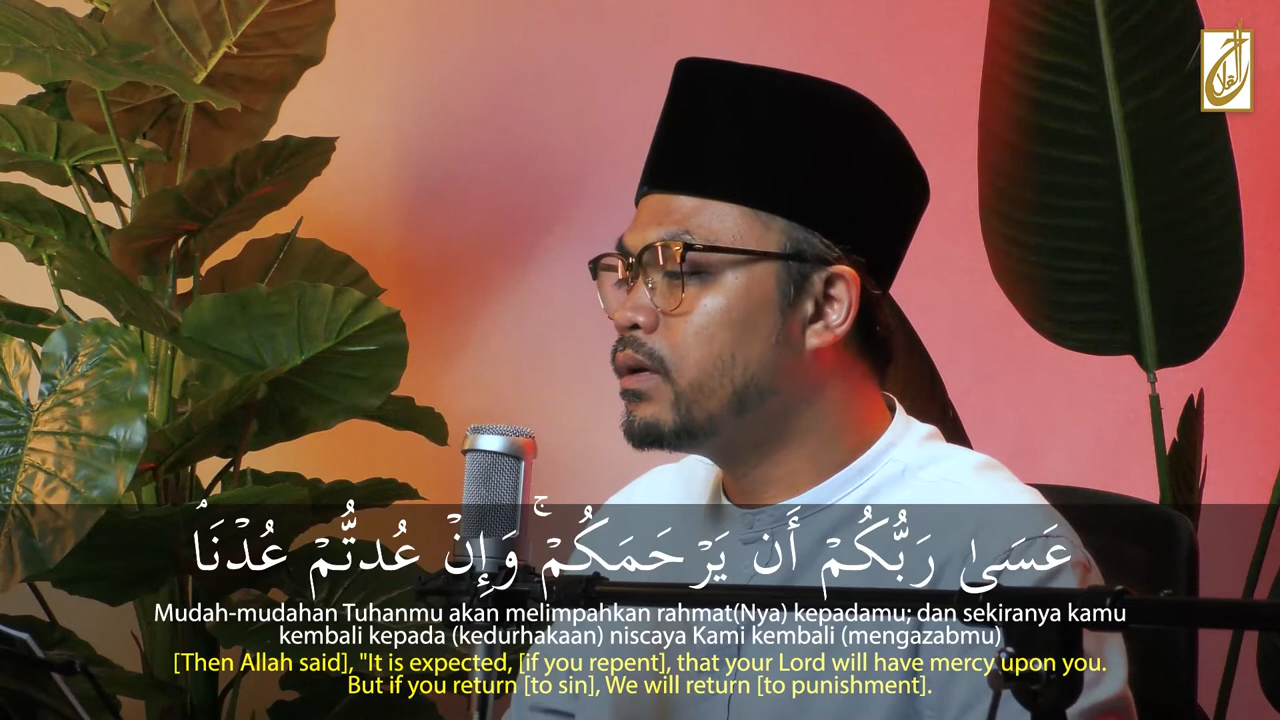 عَسَىٰ رَبُّكُمْ أَن يَرْحَمَكُمْ ۚ وَإِنْ عُدتُّمْ عُدْنَا ۘ
Mudah-mudahan Tuhanmu akan melimpahkan rahmat(Nya) kepadamu; dan sekiranya kamu
kembali kepada (kedurhakaan) niscaya Kami kembali (mengazabmu)
[Then Allah said], "It is expected, [if you repent], that your Lord will have mercy upon you.
But if you return [to sin], We will return [to punishment].